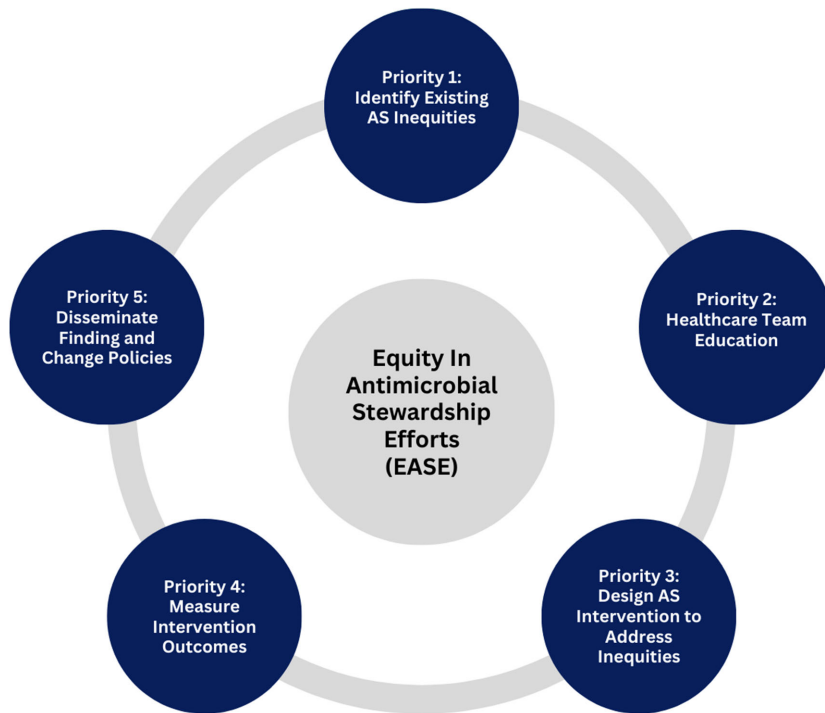 Priority 1:
Identify Existing
AS Inequities
Priority 2:
Healthcare Team
Education
Priority 3:
Design AS
Intervention to
Address
Inequities
Priority 4:
Measure
Intervention
Outcomes
Priority 5:
Disseminate
Finding and
Change Policies
Equity In
Antimicrobial
Stewardship
Efforts
(EASE)